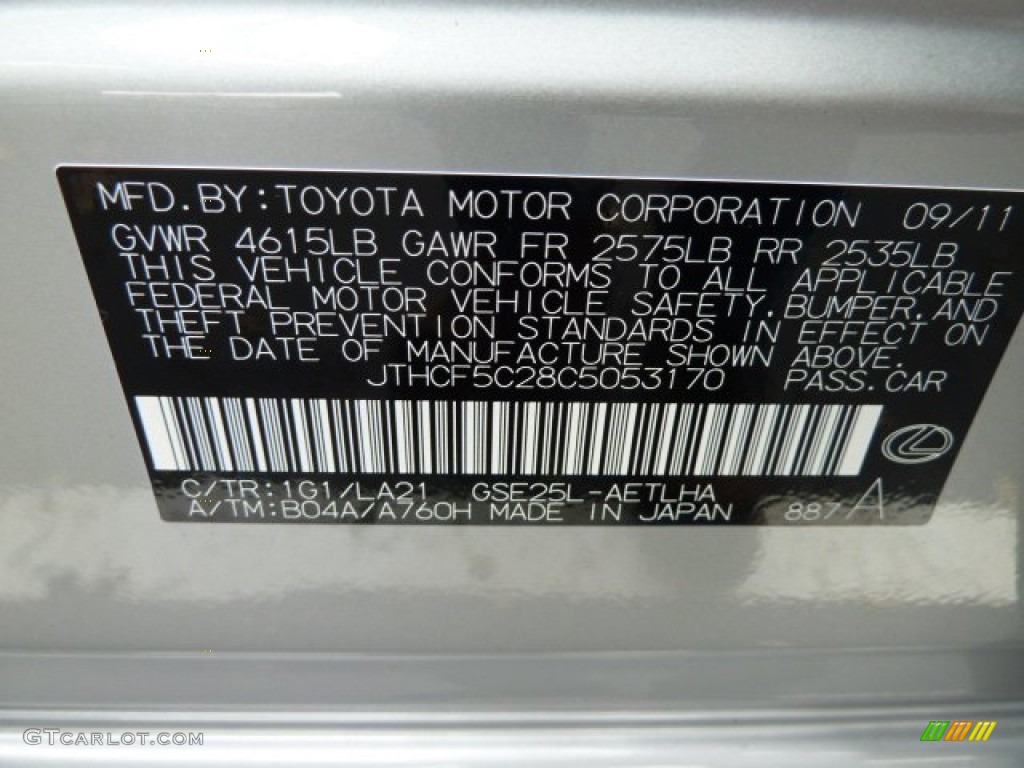 MFD.BY:TOYOTA MOTOR CORPORATION 09/11
GVWR 4615LB GAWR FR 2575LB RR 2535LB
THIS VEHICLE CONFORMS TO ALL APPLICABLE
FEDERAL MOTOR VEHICLE SAFETY,BUMPER,AND
THEFT PREVENTION STANDARDS IN EFFECT ON
THE DATE OF MANUFACTURE SHOWN ABOVE.
JTHCF5C28C5053170 PASS.CAR
C/TR:1G1/LA21 GSE25L-AETLHA
A/TM:B04A/A760H MADE IN JAPAN 887A
GTCarLot.com